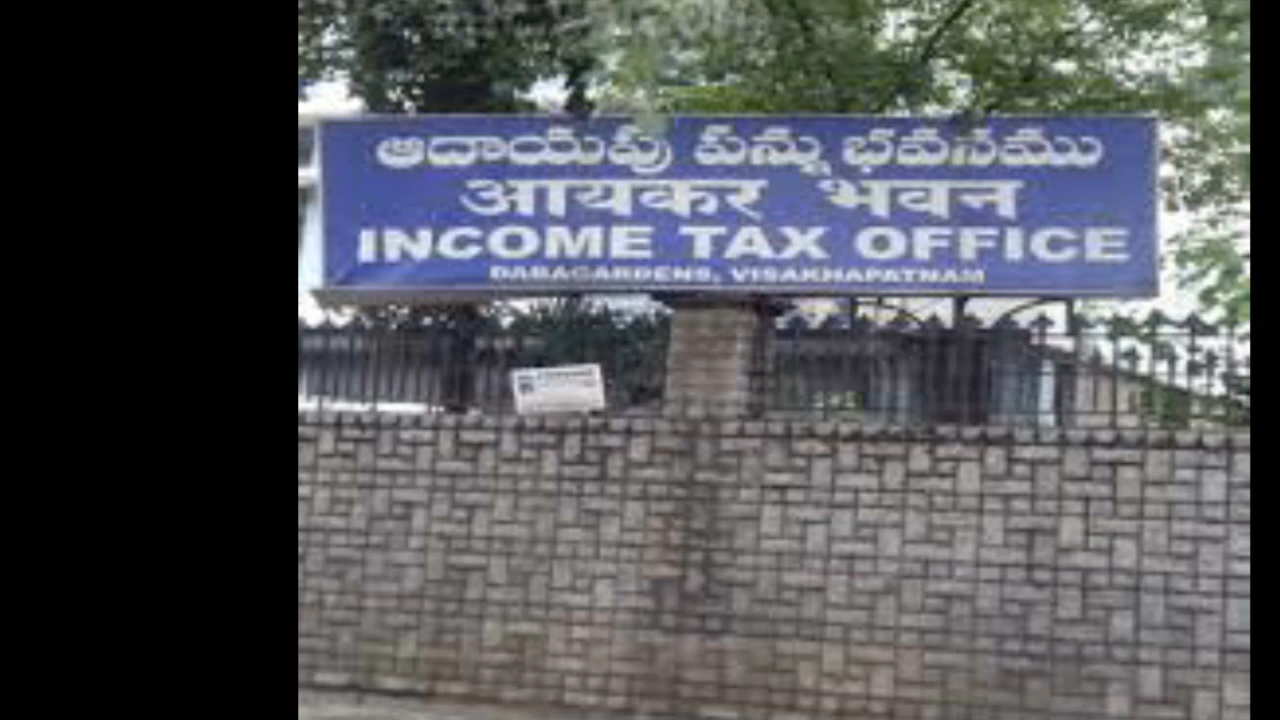 ఆదాయపు పన్ను భవనము
आयकर भवन
INCOME TAX OFFICE
DABAGARDENS, VISAKHAPATNAM